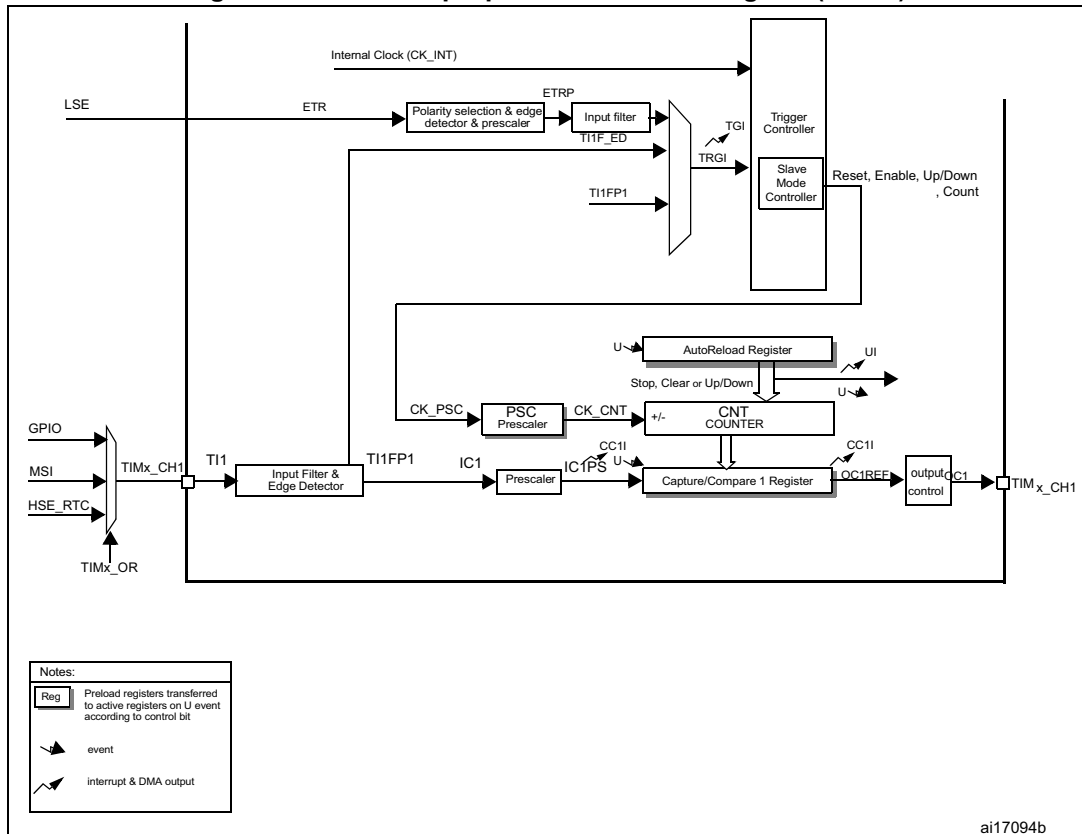 Internal Clock (CK_INT)
LSE
ETR
Polarity selection & edge
detector & prescaler
ETRP
Input filter
TI1F_ED
TI1FP1
TGI
TRGI
Trigger
Controller
Slave
Mode
Controller
Reset, Enable, Up/Down
, Count
U
AutoReload Register
UI
Stop, Clear or Up/Down
U
CK_PSC
PSC
Prescaler
CK_CNT
+/-
CNT
COUNTER
GPIO
MSI
HSE_RTC
TIMx_CH1
TIMx_OR
TI1
Input Filter &
Edge Detector
TI1FP1
IC1
Prescaler
IC1PS
CC1I
U
Capture/Compare 1 Register
CC1I
OC1REF
output
control
OC1
TIM x_CH1
Notes:
Reg
Preload registers transferred
to active registers on U event
according to control bit
event
interrupt & DMA output
ai17094b